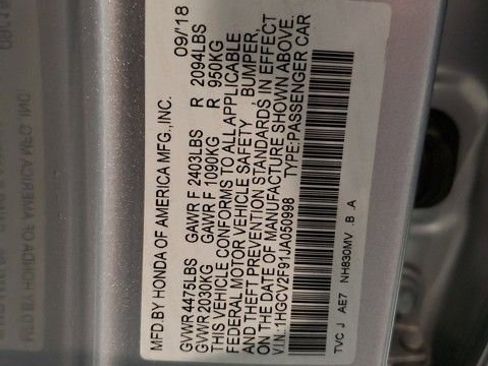 MFD.BY HONDA OF AMERICA MFG.,INC. 09/18
GVWR 4475LBS GAWR F 2403LBS R 2094LBS
GVWR 2030KG GAWR F 1090KG R 950KG
THIS VEHICLE CONFORMS TO ALL APPLICABLE
FEDERAL MOTOR VEHICLE SAFETY , BUMPER,
AND THEFT PREVENTION STANDARDS IN EFFECT
ON THE DATE OF MANUFACTURE SHOWN ABOVE.
V.I.N.:1HGCV2F91JA050998 TYPE:PASSENGER CAR
TVC J AE7 NH830MV .B .A